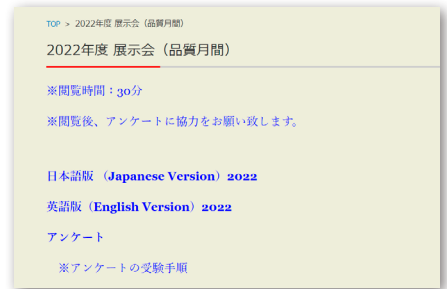 TOP > 2022年度 展示会（品質月間）
2022年度 展示会（品質月間）
※閲覧時間：30分
※閲覧後、アンケートに協力をお願い致します。
日本語版 （Japanese Version）2022
英語版（English Version）2022
アンケート
※アンケートの受験手順